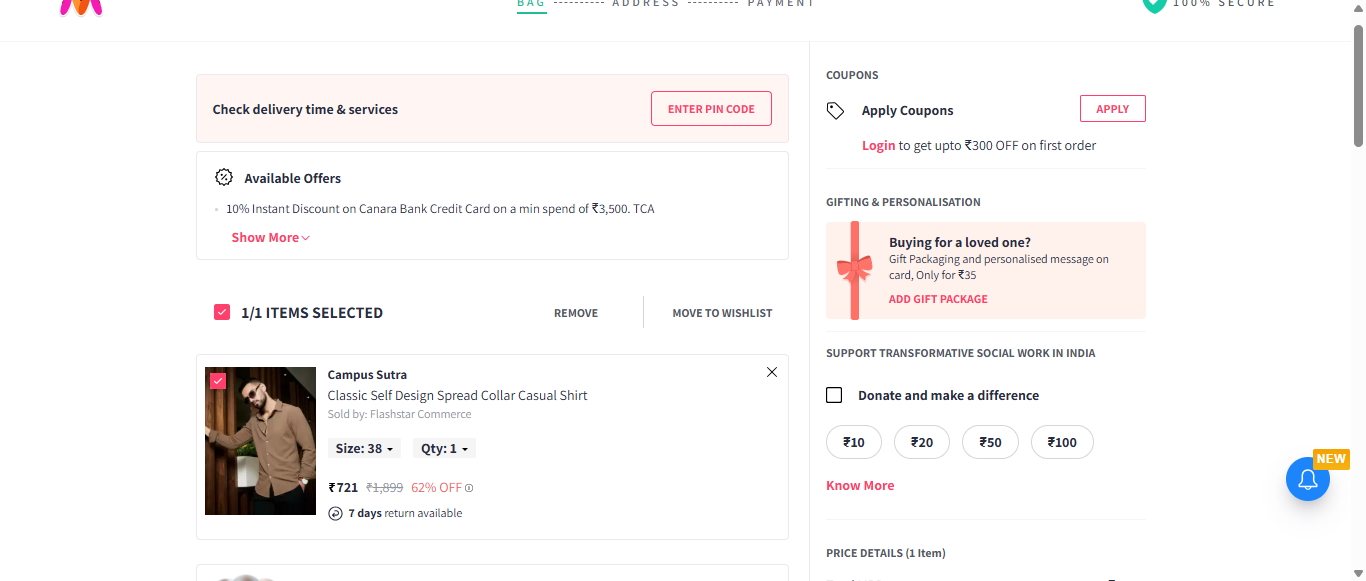 BAG ---------- ADDRESS ---------- PAYMENT
100% SECURE
Check delivery time & services
ENTER PIN CODE
Available Offers
10% Instant Discount on Canara Bank Credit Card on a min spend of ₹3,500. TCA
Show More
1/1 ITEMS SELECTED
REMOVE
MOVE TO WISHLIST
Campus Sutra
Classic Self Design Spread Collar Casual Shirt
Sold by: Flashstar Commerce
Size: 38
Qty: 1
₹721 ₹1,899 62% OFF
7 days return available
COUPONS
Apply Coupons
APPLY
Login to get upto ₹300 OFF on first order
GIFTING & PERSONALISATION
Buying for a loved one?
Gift Packaging and personalised message on
card, Only for ₹35
ADD GIFT PACKAGE
SUPPORT TRANSFORMATIVE SOCIAL WORK IN INDIA
Donate and make a difference
₹10
₹20
₹50
₹100
Know More
NEW
PRICE DETAILS (1 Item)